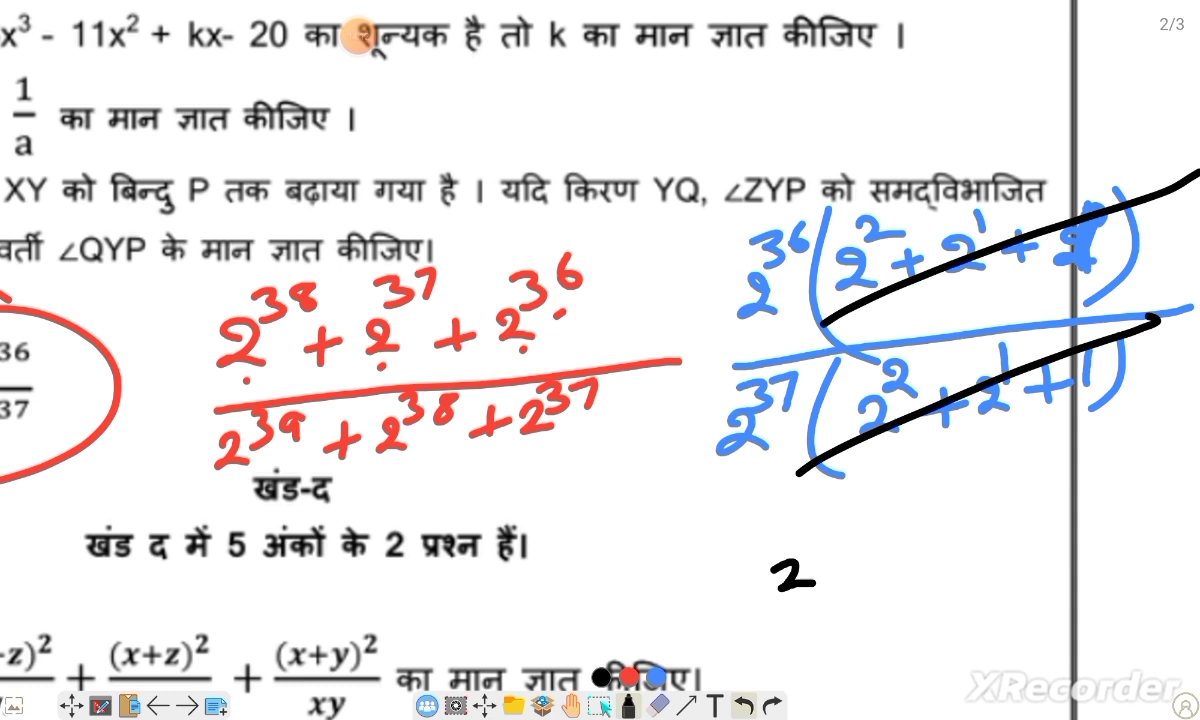 2/3
x³ - 11x² + kx- 20 का शून्यक है तो k का मान ज्ञात कीजिए ।
1/a का मान ज्ञात कीजिए ।
XY को बिन्दु P तक बढ़ाया गया है । यदि किरण YQ, ∠ZYP को समद्विभाजित
वर्ती ∠QYP के मान ज्ञात कीजिए।
2³⁸ + 2³⁷ + 2³⁶
2³⁹ + 2³⁸ + 2³⁷
2³⁶(2² + 2¹ +
2³⁷(2² + 2¹ + 1)
36
37
खंड-द
खंड द में 5 अंकों के 2 प्रश्न हैं।
2
-z)² + (x+z)² + (x+y)²/xy का मान ज्ञात कीजिए।
T
XRecorder